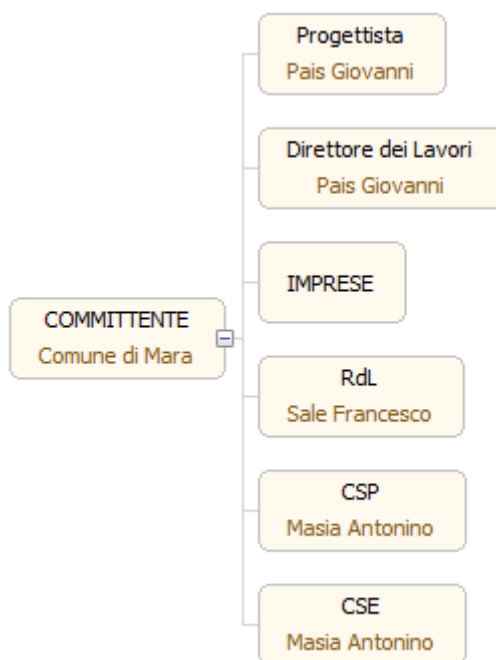 Progettista
Pais Giovanni
Direttore dei Lavori
Pais Giovanni
IMPRESE
COMMITTENTE
Comune di Mara
RdL
Sale Francesco
CSP
Masia Antonino
CSE
Masia Antonino